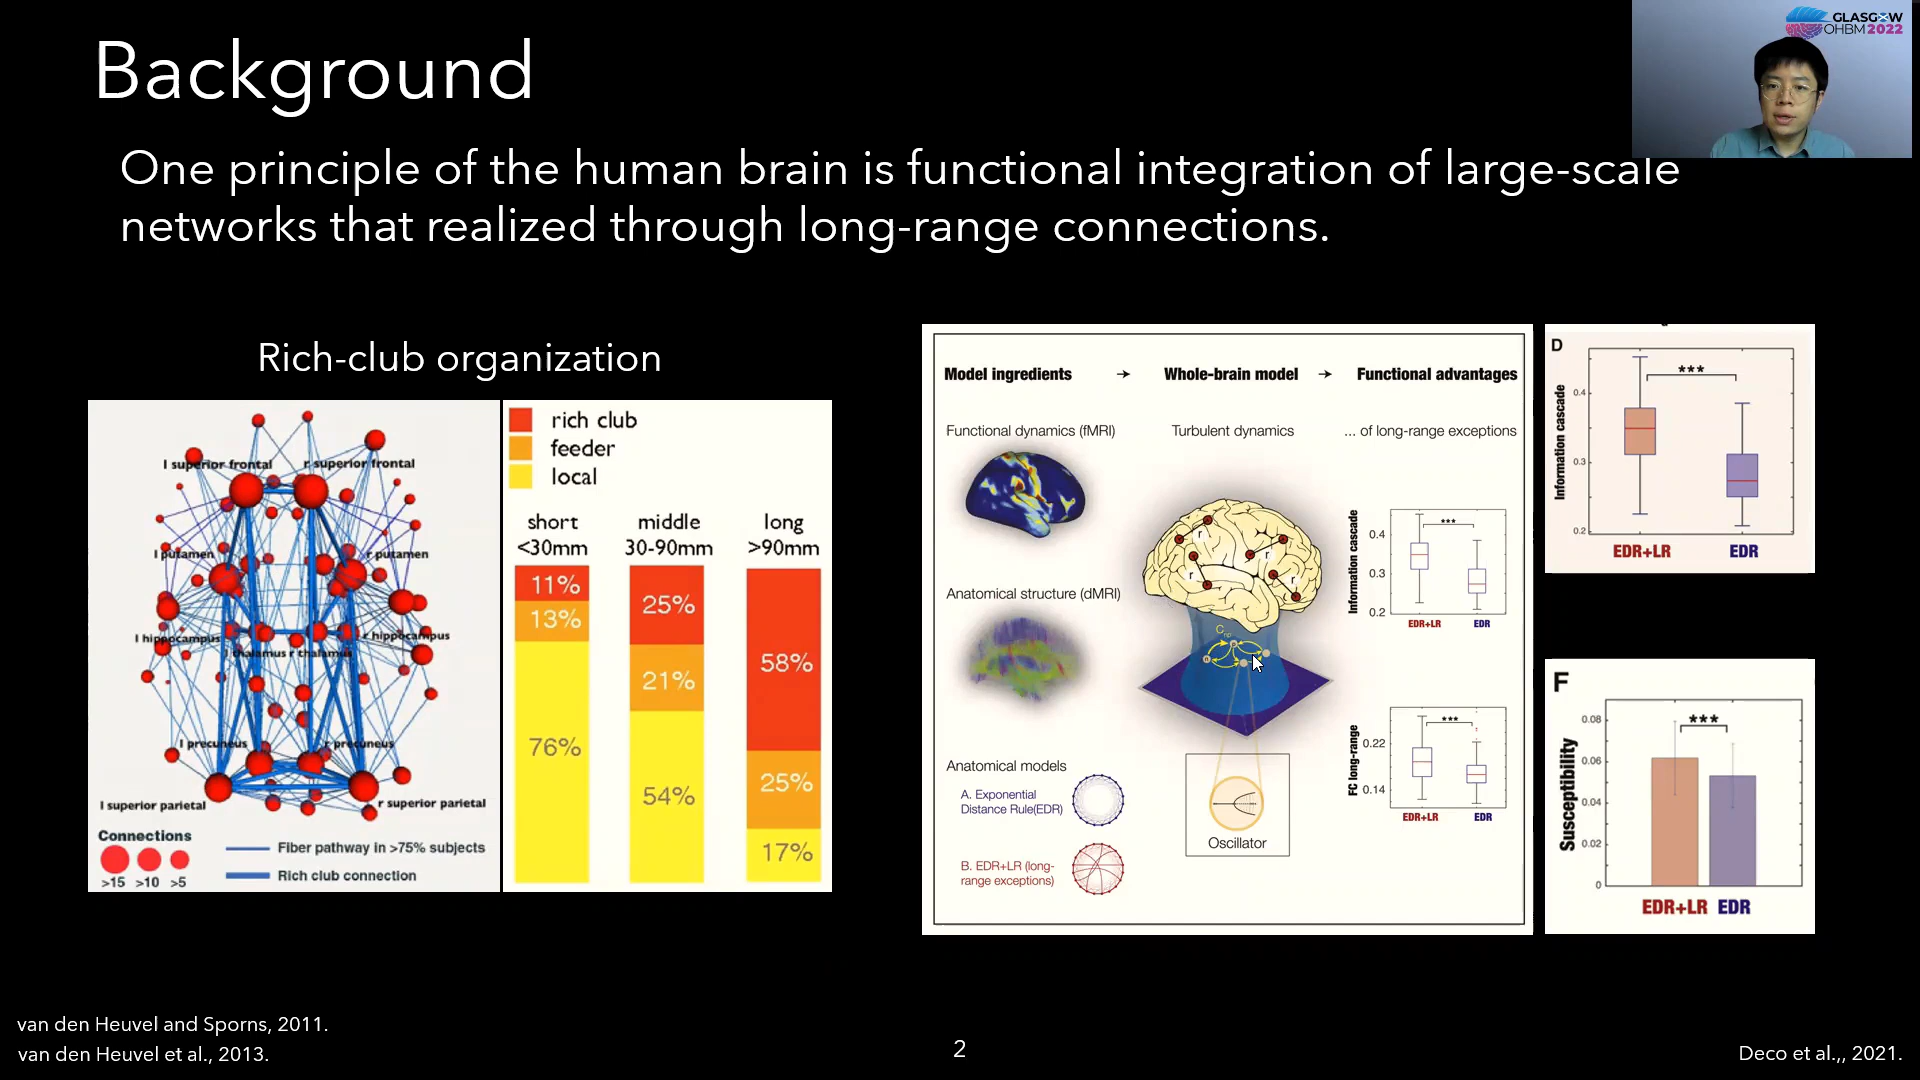 GLASGOW
OHBM 2022
Background
One principle of the human brain is functional integration of large-scale
networks that realized through long-range connections.
Rich-club organization
l superior frontal
r superior frontal
l putamen
r putamen
l hippocampus
r hippocampus
l thalamus r thalamus
l precuneus
r precuneus
l superior parietal
r superior parietal
Connections
>15 >10 >5
Fiber pathway in >75% subjects
Rich club connection
rich club
feeder
local
short
<30mm
middle
30-90mm
long
>90mm
11%
13%
76%
25%
21%
54%
58%
25%
17%
Model ingredients → Whole-brain model → Functional advantages
Functional dynamics (fMRI)
Turbulent dynamics
... of long-range exceptions
Anatomical structure (dMRI)
Anatomical models
A. Exponential
Distance Rule(EDR)
B. EDR+LR (long-
range exceptions)
r
r
r
r
Oscillator
Information cascade
0.4
0.3
0.2
***
EDR+LR
EDR
FC long-range
0.22
0.14
***
EDR+LR
EDR
D
Information cascade
0.4
0.3
0.2
***
EDR+LR
EDR
F
Susceptibility
0.08
0.06
0.04
0.02
0
***
EDR+LR EDR
van den Heuvel and Sporns, 2011.
van den Heuvel et al., 2013.
2
Deco et al.,, 2021.